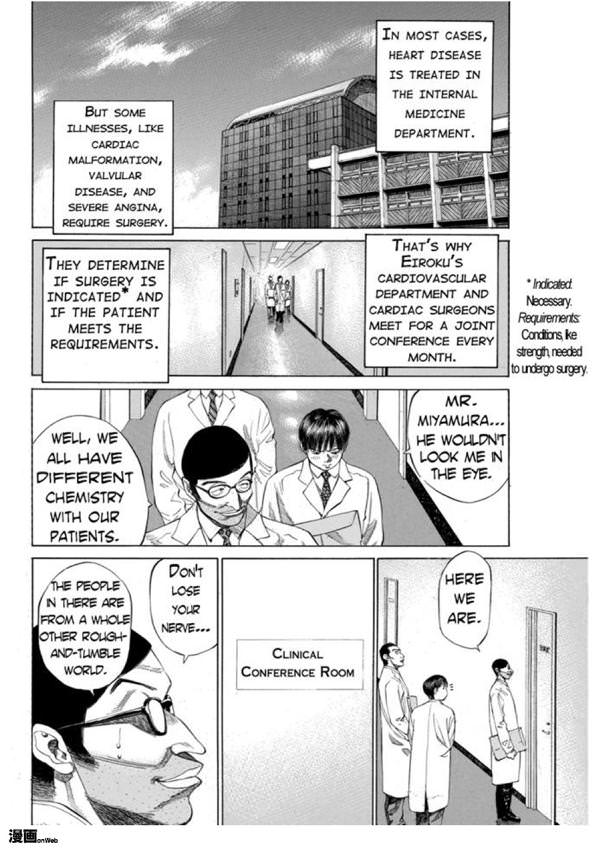 IN MOST CASES,
HEART DISEASE
IS TREATED IN
THE INTERNAL
MEDICINE
DEPARTMENT.
BUT SOME
ILLNESSES, LIKE
CARDIAC
MALFORMATION,
VALVULAR
DISEASE, AND
SEVERE ANGINA,
REQUIRE SURGERY.
THAT'S WHY
EIROKU'S
CARDIOVASCULAR
DEPARTMENT AND
CARDIAC SURGEONS
MEET FOR A JOINT
CONFERENCE EVERY
MONTH.
THEY DETERMINE
IF SURGERY IS
INDICATED* AND
IF THE PATIENT
MEETS THE
REQUIREMENTS.
* Indicated:
Necessary.
Requirements:
Conditions, like
strength, needed
to undergo surgery.
MR.
MIYAMURA...
HE WOULDN'T
LOOK ME IN
THE EYE.
WELL, WE
ALL HAVE
DIFFERENT
CHEMISTRY
WITH OUR
PATIENTS.
HERE
WE
ARE.
CLINICAL
CONFERENCE ROOM
DON'T
LOSE
YOUR
NERVE...
THE PEOPLE
IN THERE ARE
FROM A WHOLE
OTHER ROUGH-
AND-TUMBLE
WORLD.
漫画onWeb